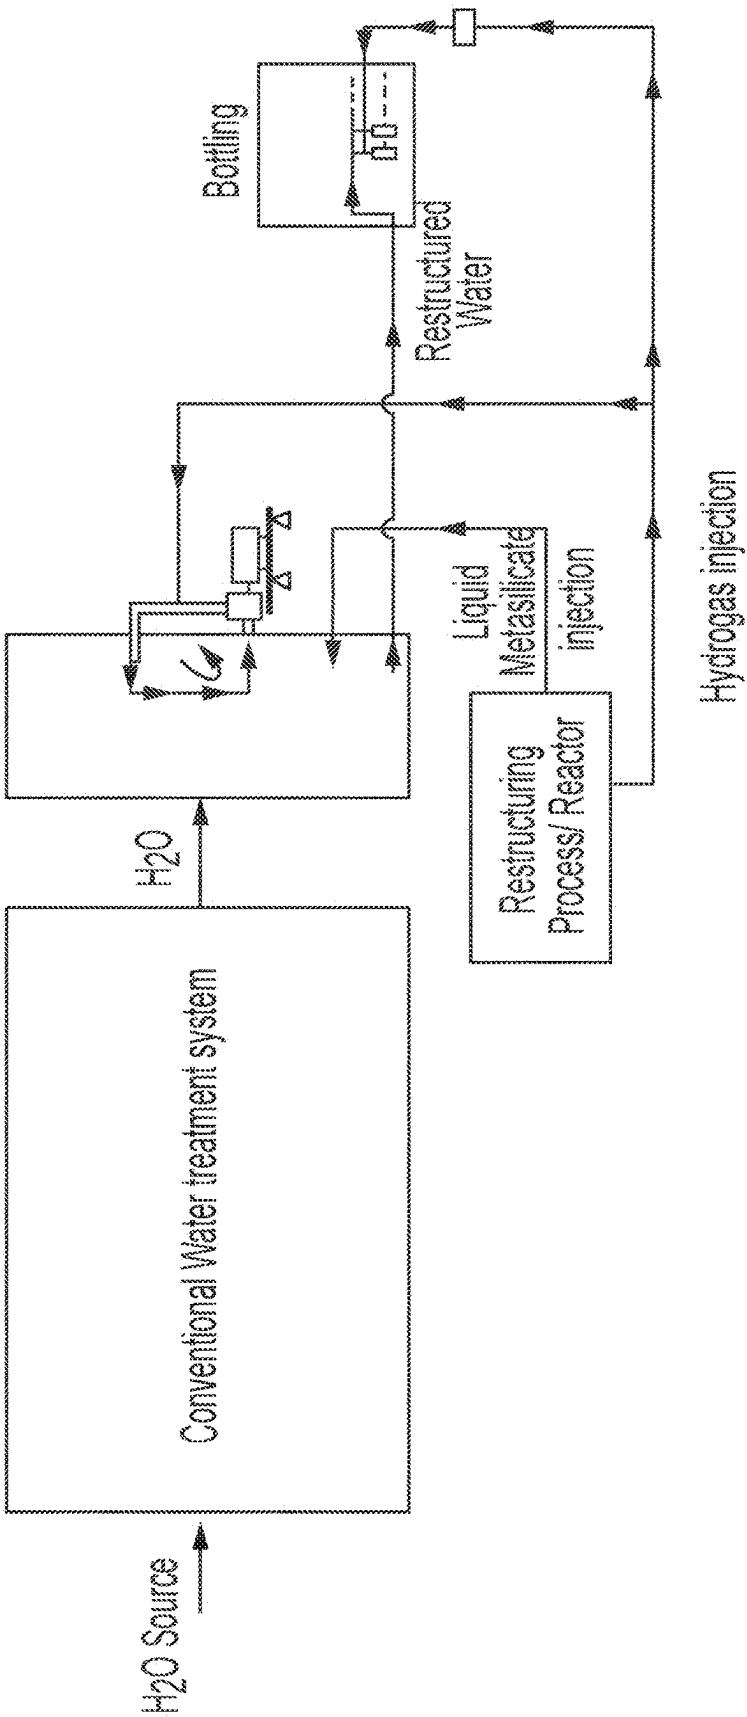 H2O Source
Conventional Water treatment system
H2O
Restructuring
Process/ Reactor
Liquid
Metasilicate
injection
Hydrogas injection
Restructured
Water
Bottling